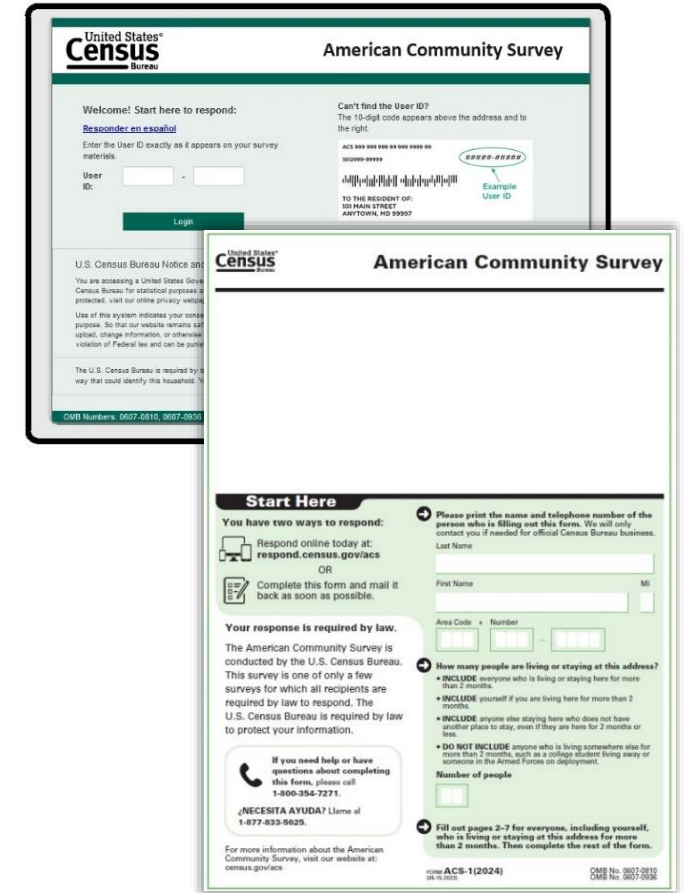 United States®
Census
Bureau
American Community Survey
Welcome! Start here to respond:
Responder en español
Enter the User ID exactly as it appears on your survey
materials.
User
ID:
-
Login
Can't find the User ID?
The 10-digit code appears above the address and to
the right.
ACS 999 999 999 99 999 9999 99
SEQ999-99999
#####-#####
Example
User ID
TO THE RESIDENT OF:
101 MAIN STREET
ANYTOWN, MD 99997
U.S. Census Bureau Notice and
You are accessing a United States Gove
Census Bureau for statistical purposes a
protected, visit our online privacy webpag
Use of this system indicates your conse
purpose. So that our website remains saf
upload, change information, or otherwise
violation of Federal law and can be punis
The U.S. Census Bureau is required by l
way that could identify this household. Y
OMB Numbers: 0607-0810, 0607-0936
United States®
Census
Bureau
American Community Survey
Start Here
You have two ways to respond:
Respond online today at:
respond.census.gov/acs
OR
Complete this form and mail it
back as soon as possible.
Your response is required by law.
The American Community Survey is
conducted by the U.S. Census Bureau.
This survey is one of only a few
surveys for which all recipients are
required by law to respond. The
U.S. Census Bureau is required by law
to protect your information.
If you need help or have
questions about completing
this form, please call
1-800-354-7271.
¿NECESITA AYUDA? Llame al
1-877-833-5625.
For more information about the American
Community Survey, visit our website at:
census.gov/acs
Please print the name and telephone number of the
person who is filling out this form. We will only
contact you if needed for official Census Bureau business.
Last Name
First Name MI
Area Code + Number
-
How many people are living or staying at this address?
• INCLUDE everyone who is living or staying here for more
than 2 months.
• INCLUDE yourself if you are living here for more than 2
months.
• INCLUDE anyone else staying here who does not have
another place to stay, even if they are here for 2 months or
less.
• DO NOT INCLUDE anyone who is living somewhere else for
more than 2 months, such as a college student living away or
someone in the Armed Forces on deployment.
Number of people
Fill out pages 2–7 for everyone, including yourself,
who is living or staying at this address for more
than 2 months. Then complete the rest of the form.
FORM ACS-1(2024)
(05-15-2023)
OMB No. 0607-0810
OMB No. 0607-0936